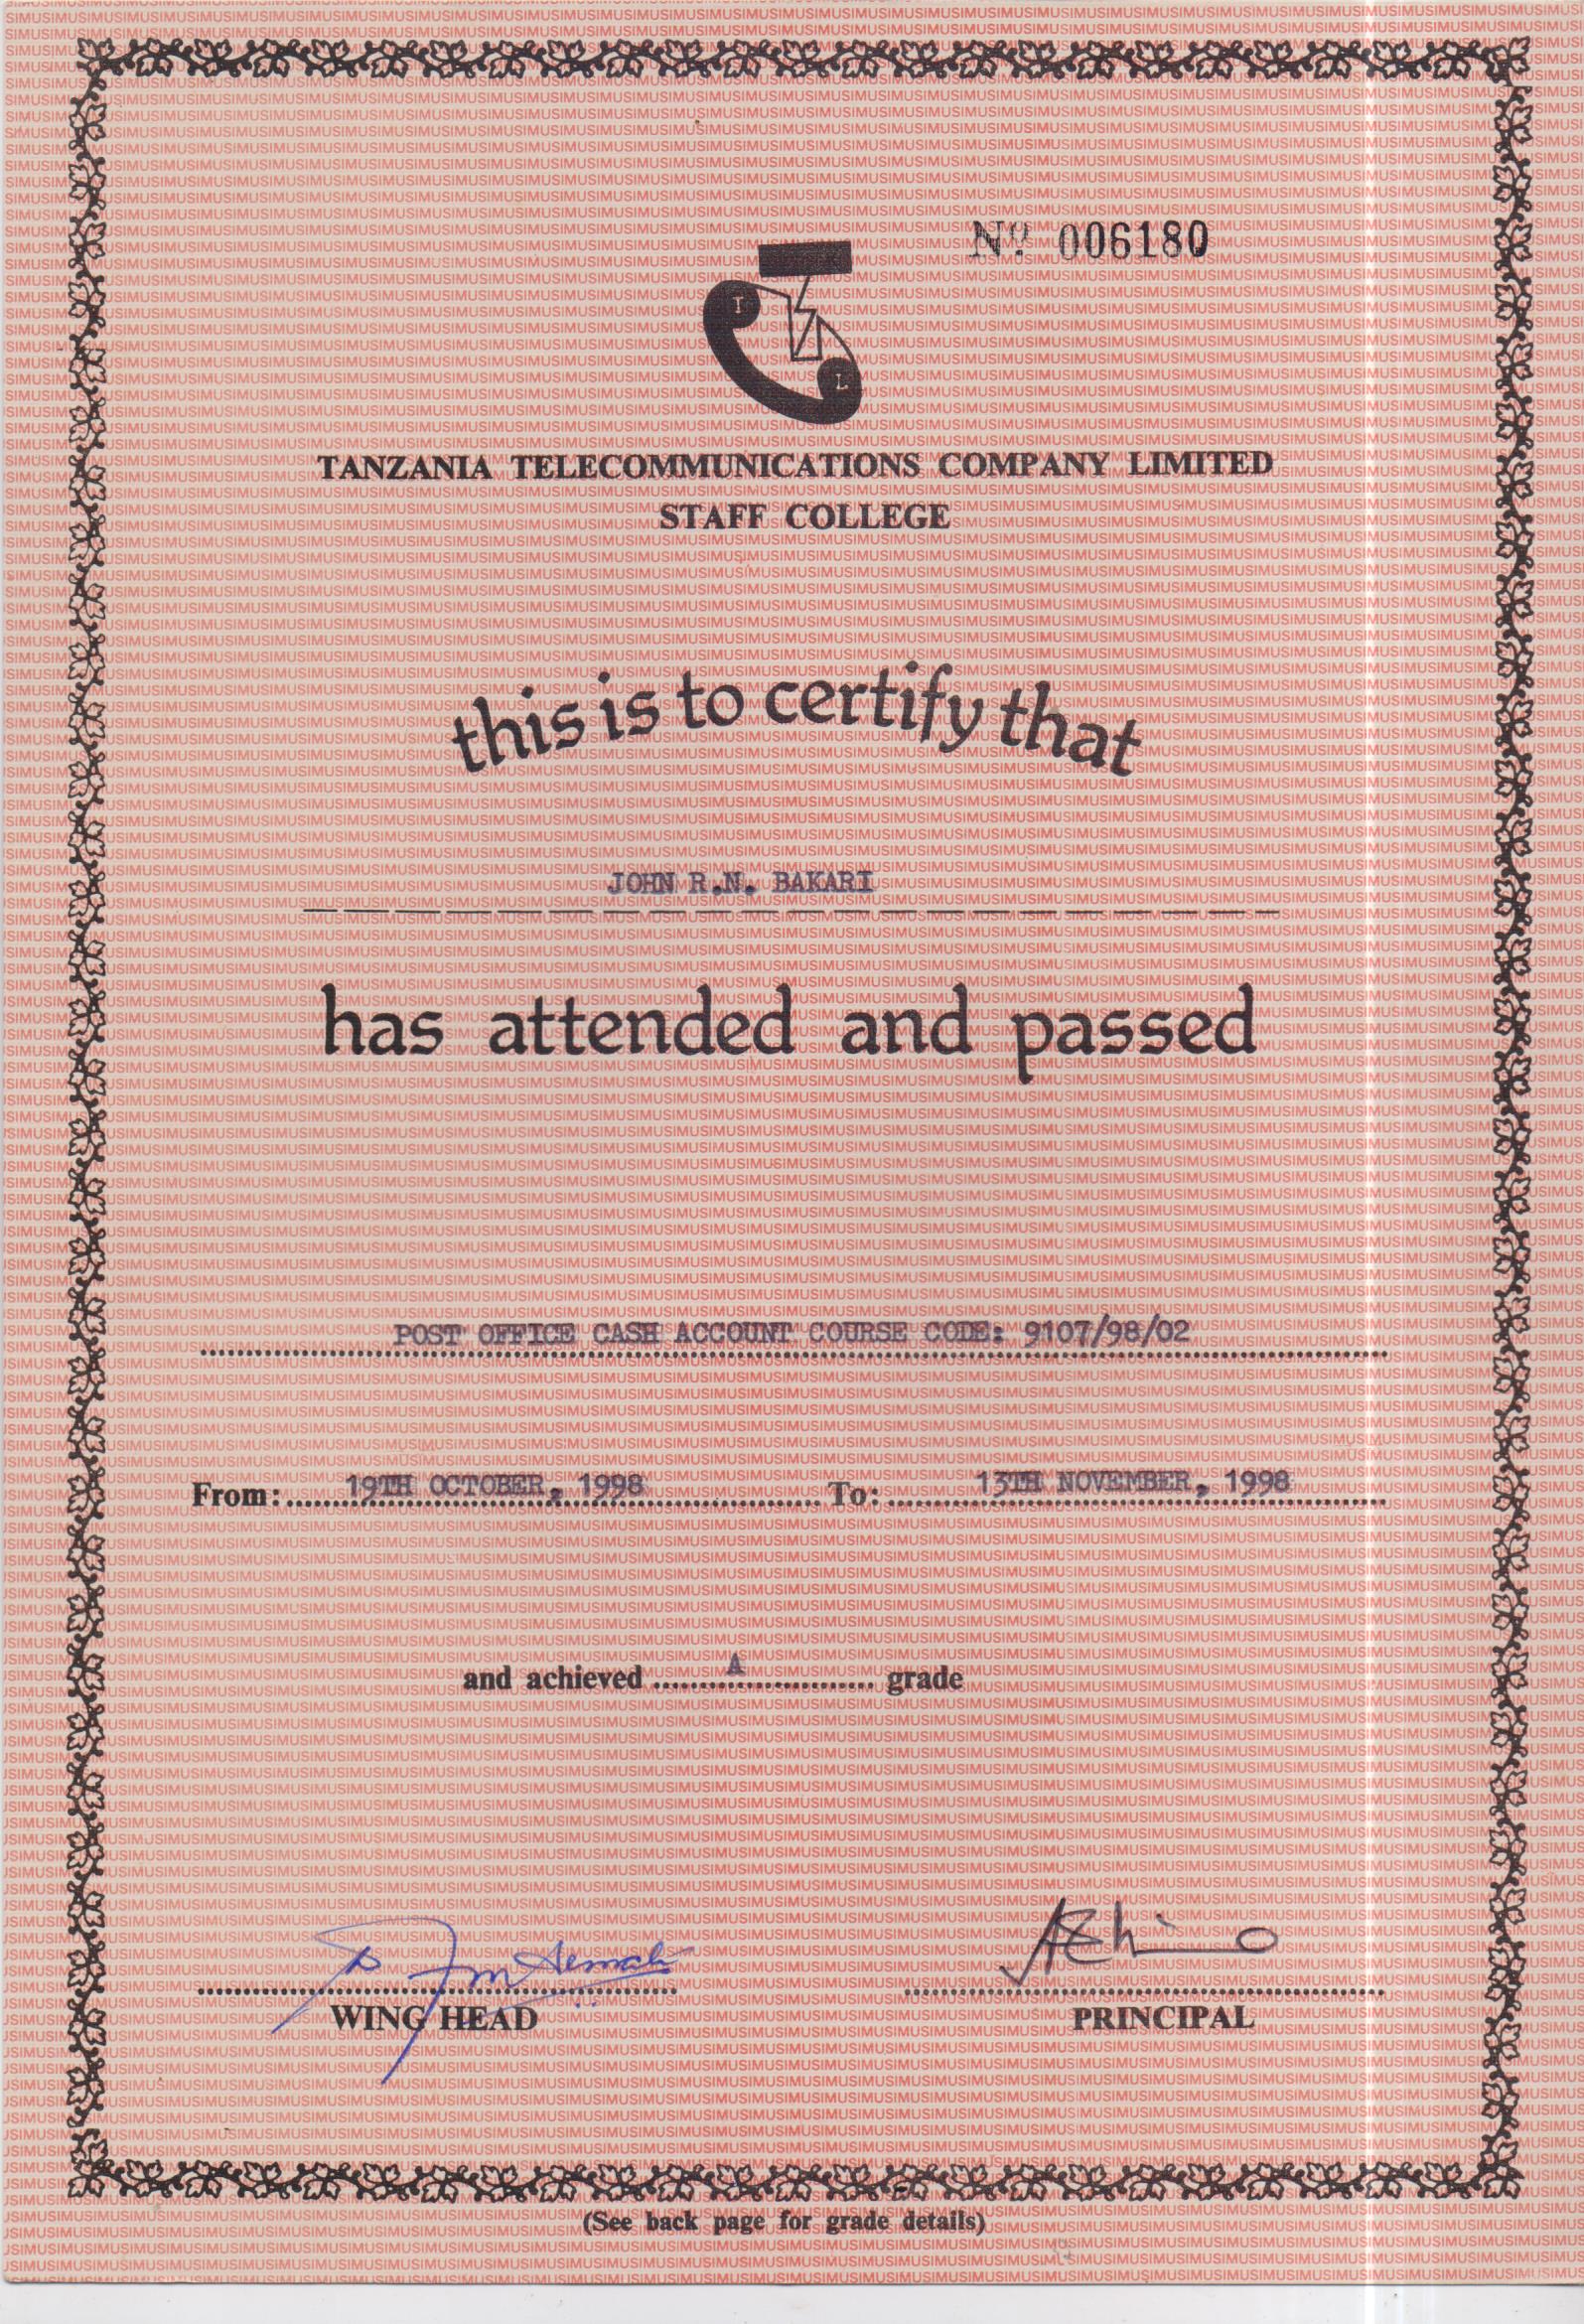 Nº 006180
T
L
TANZANIA TELECOMMUNICATIONS COMPANY LIMITED
STAFF COLLEGE
this is to certify that
JOHN R.N. BAKARI
has attended and passed
POST OFFICE CASH ACCOUNT COURSE CODE: 9107/98/02
From: 19TH OCTOBER, 1998 To: 13TH NOVEMBER, 1998
and achieved A grade
WING HEAD PRINCIPAL
(See back page for grade details)